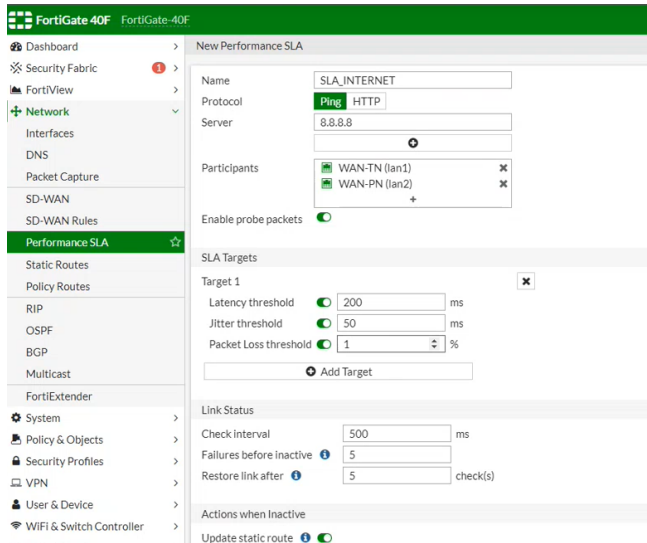 FortiGate 40F FortiGate-40F
Dashboard
Security Fabric 1
FortiView
Network
Interfaces
DNS
Packet Capture
SD-WAN
SD-WAN Rules
Performance SLA
Static Routes
Policy Routes
RIP
OSPF
BGP
Multicast
FortiExtender
System
Policy & Objects
Security Profiles
VPN
User & Device
WiFi & Switch Controller
New Performance SLA
Name SLA_INTERNET
Protocol Ping HTTP
Server 8.8.8.8
Participants WAN-TN (lan1)
WAN-PN (lan2)
Enable probe packets
SLA Targets
Target 1
Latency threshold 200 ms
Jitter threshold 50 ms
Packet Loss threshold 1 %
Add Target
Link Status
Check interval 500 ms
Failures before inactive 5
Restore link after 5 check(s)
Actions when Inactive
Update static route